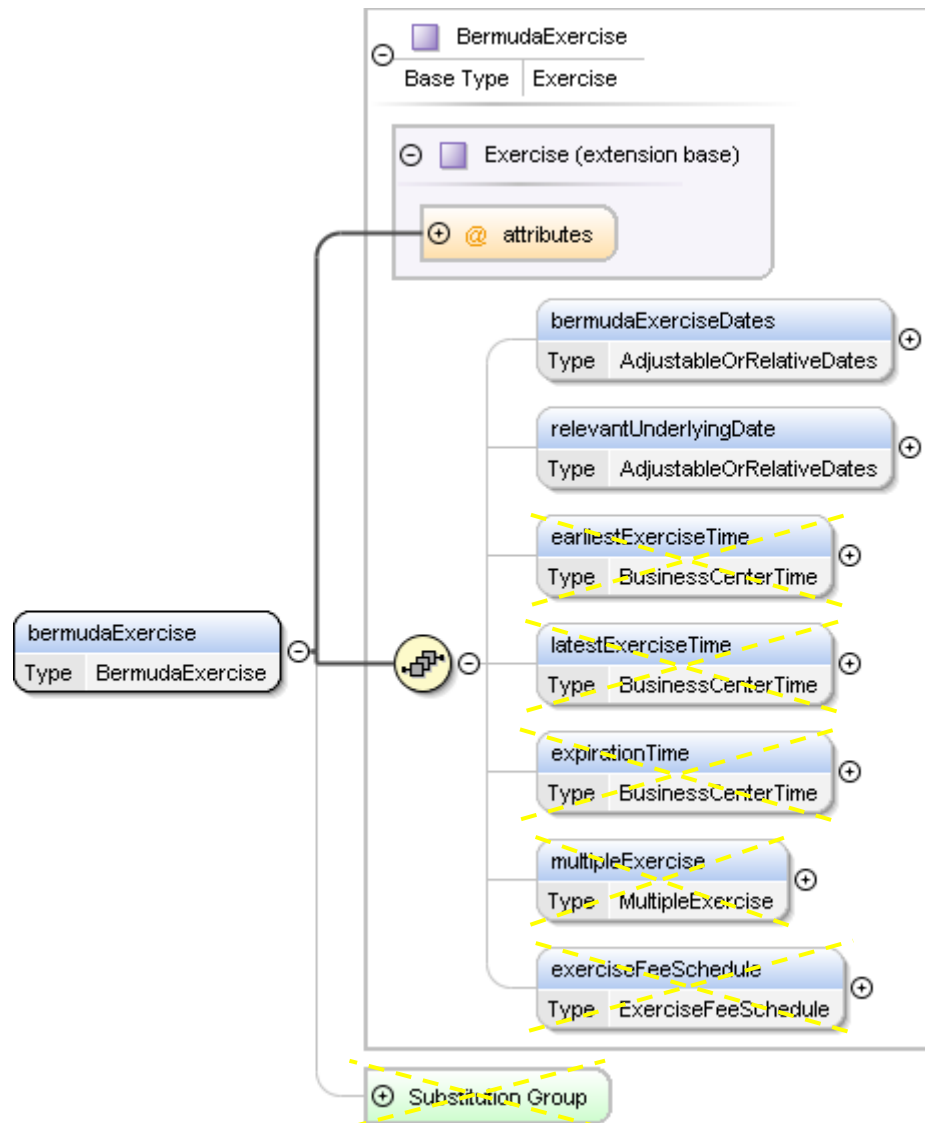 BermudaExercise
Base Type Exercise
Exercise (extension base)
@ attributes
bermudaExerciseDates
Type AdjustableOrRelativeDates
relevantUnderlyingDate
Type AdjustableOrRelativeDates
earliestExerciseTime
Type BusinessCenterTime
bermudaExercise
Type BermudaExercise
latestExerciseTime
Type BusinessCenterTime
expirationTime
Type BusinessCenterTime
multipleExercise
Type MultipleExercise
exerciseFeeSchedule
Type ExerciseFeeSchedule
Substitution Group